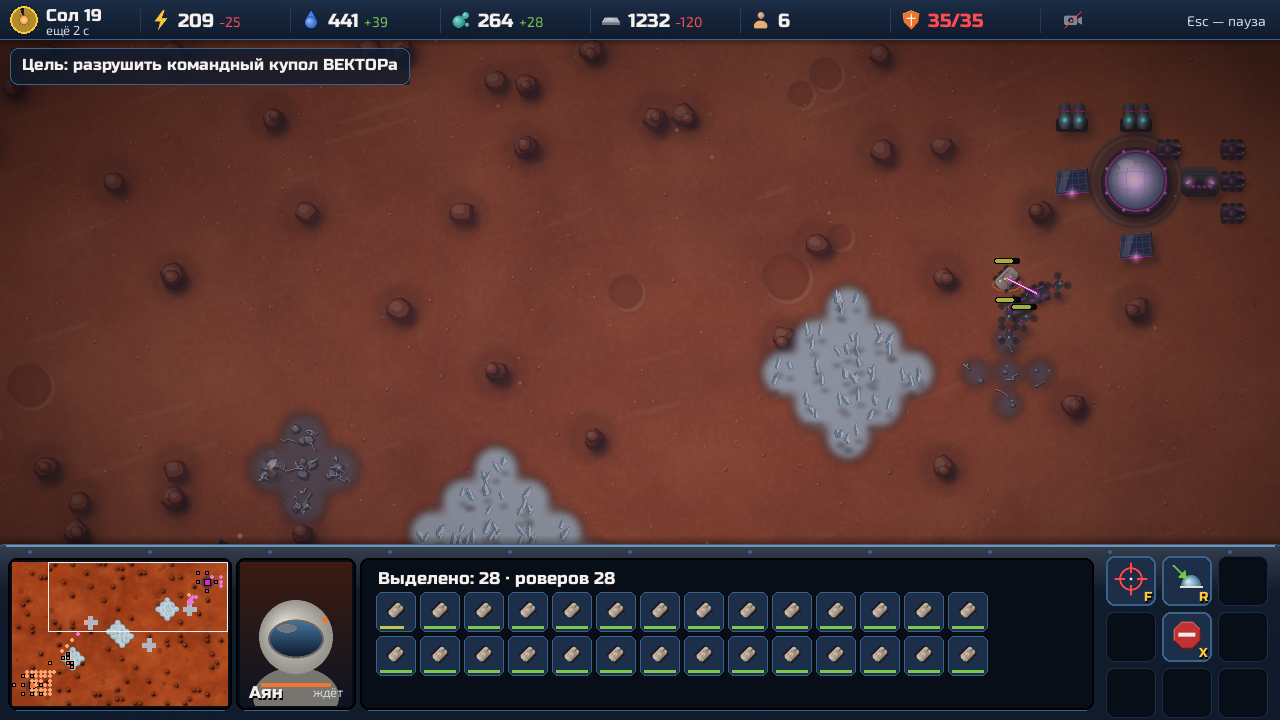 Сол 19
ещё 2 с
209 -25
441 +39
264 +28
1232 -120
6
35/35
Esc — пауза
Цель: разрушить командный купол ВЕКТОРа
Выделено: 28 · роверов 28
F
R
X
Аян
ждёт